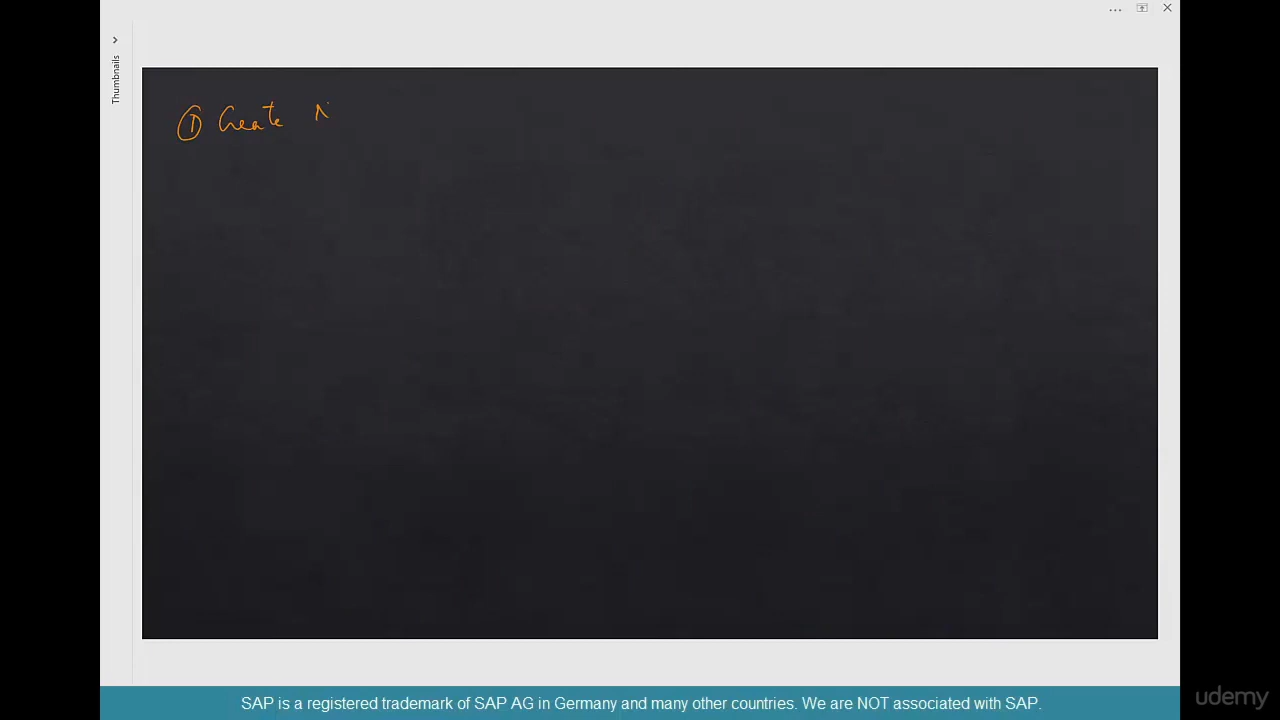 Thumbnails
① Create N
SAP is a registered trademark of SAP AG in Germany and many other countries. We are NOT associated with SAP.
udemy